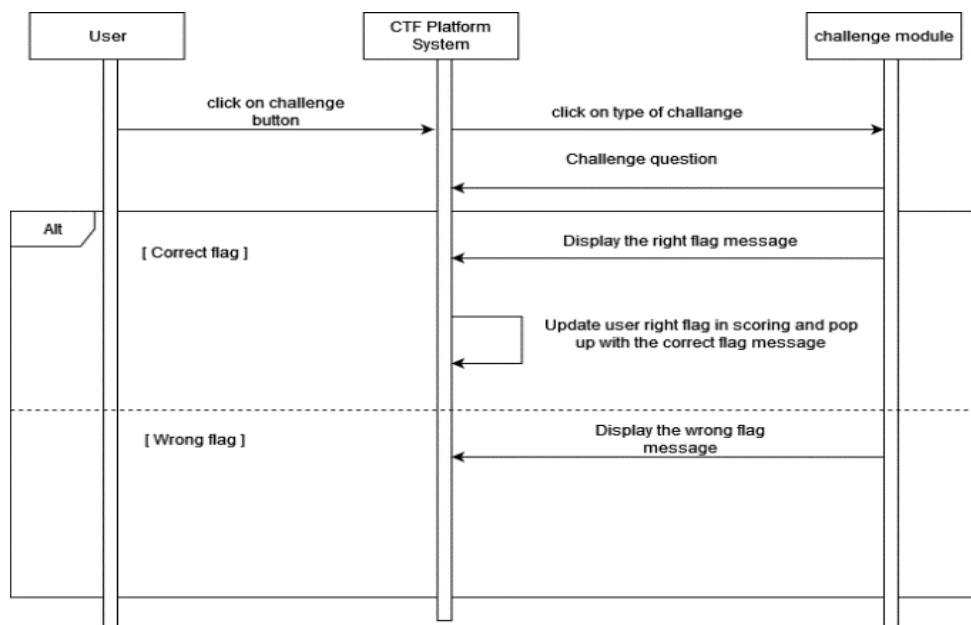 User
CTF Platform
System
challenge module
click on challenge
button
click on type of challange
Challenge question
Alt
[ Correct flag ]
Display the right flag message
Update user right flag in scoring and pop
up with the correct flag message
[ Wrong flag ]
Display the wrong flag
message